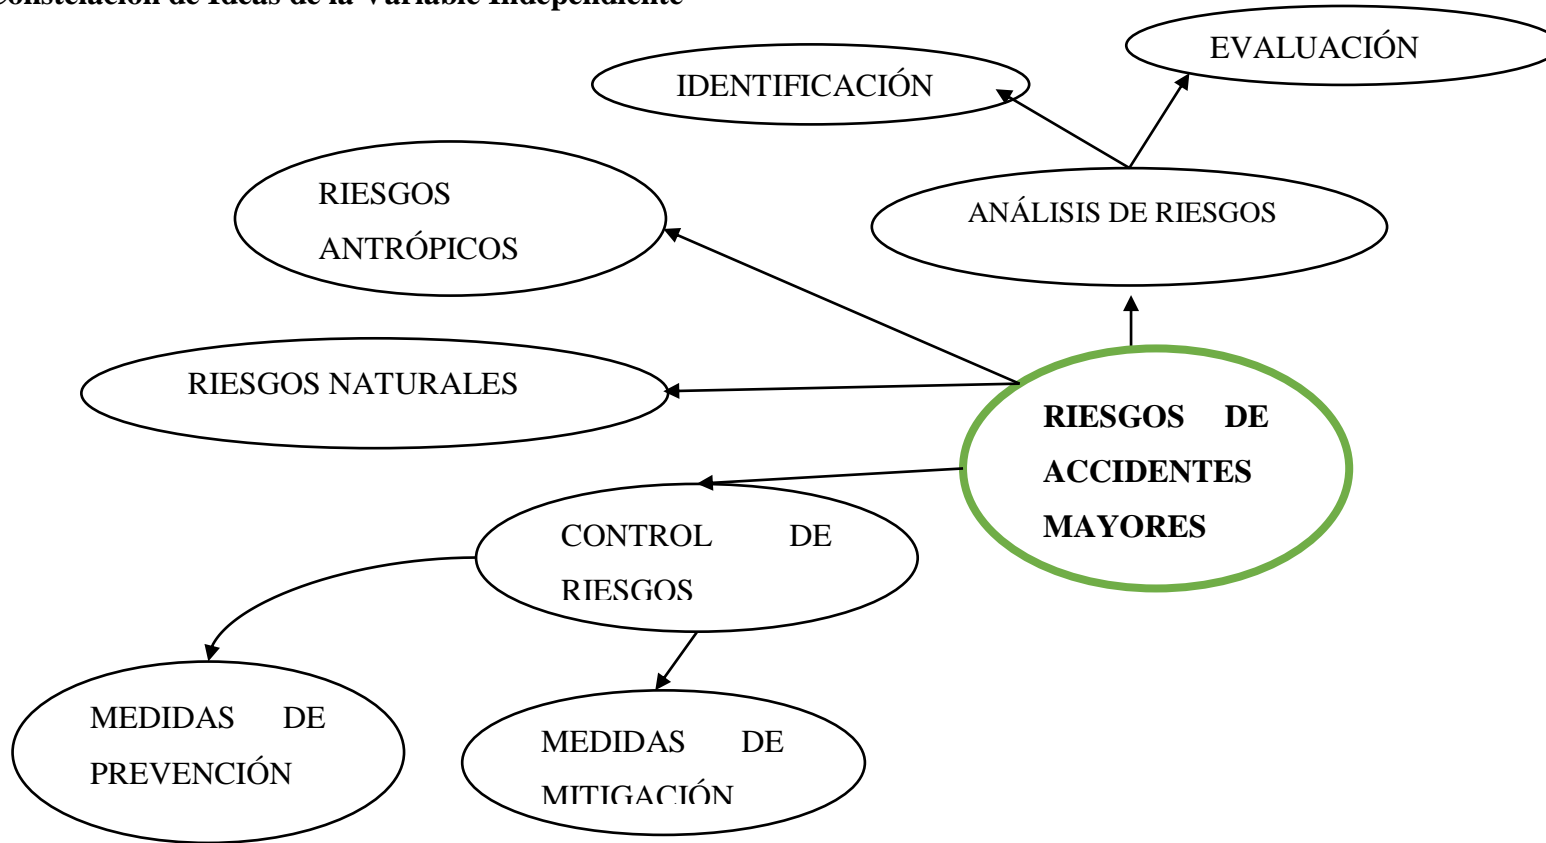 Constelación de Ideas de la Variable Independiente
EVALUACIÓN
IDENTIFICACIÓN
RIESGOS
ANTRÓPICOS
ANÁLISIS DE RIESGOS
RIESGOS NATURALES
RIESGOS DE
ACCIDENTES
MAYORES
CONTROL DE
RIESGOS
MEDIDAS DE
PREVENCIÓN
MEDIDAS DE
MITIGACIÓN